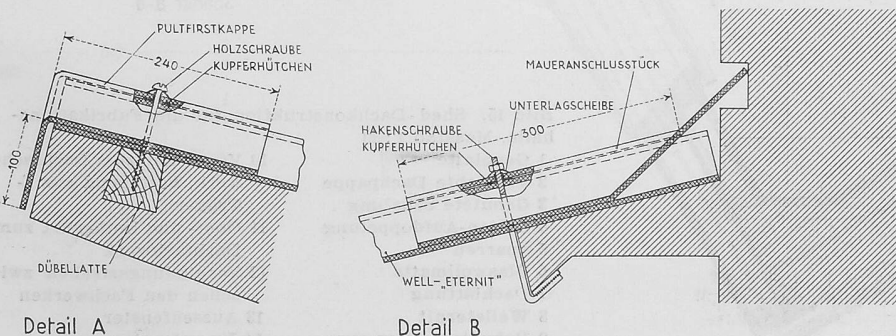 PULTFIRSTKAPPE
HOLZSCHRAUBE
KUPFERHÜTCHEN
240
100
DÜBELLATTE
Detail A
MAUERANSCHLUSSTÜCK
UNTERLAGSCHEIBE
HAKENSCHRAUBE
KUPFERHÜTCHEN
300
WELL-„ETERNIT"
Detail B